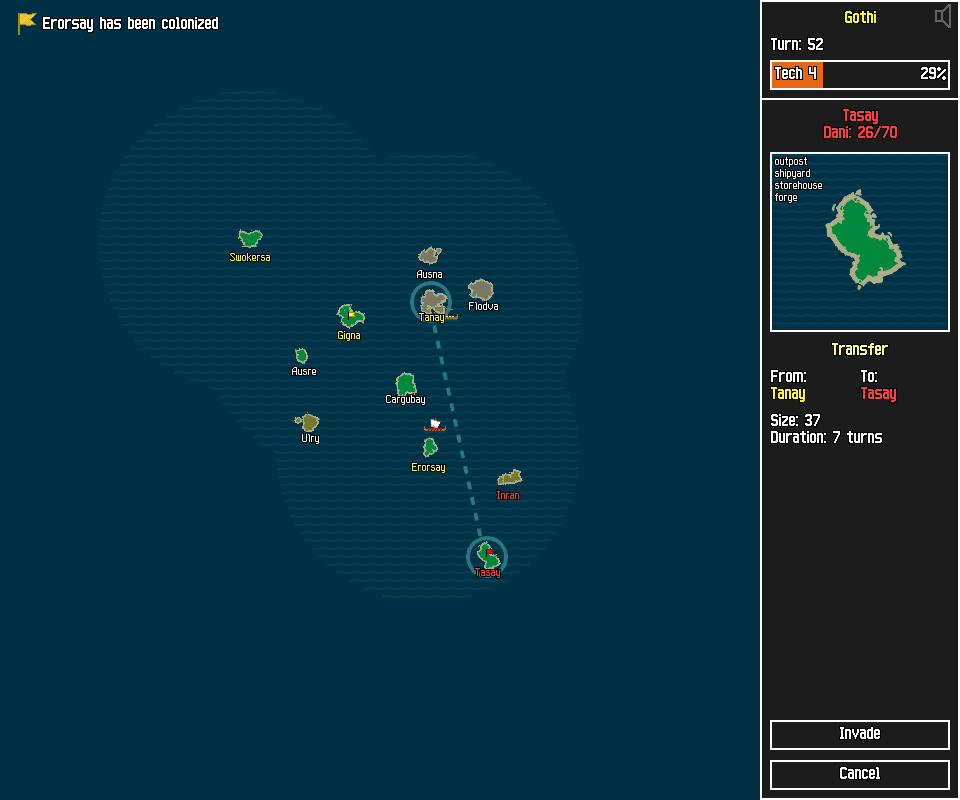 Erorsay has been colonized
Swokersa
Ausna
Flodva
Tanay
Gigna
Ausre
Cargubay
Ulry
Erorsay
Inran
Tasay
Gothi
Turn: 52
Tech 4 29%
Tasay
Dani: 26/70
outpost
shipyard
storehouse
forge
Transfer
From: To:
Tanay Tasay
Size: 37
Duration: 7 turns
Invade
Cancel